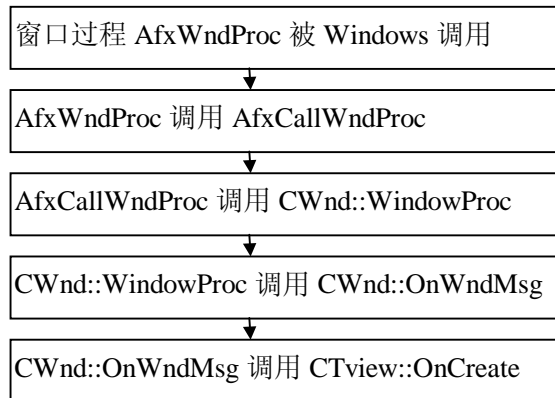 窗口过程 AfxWndProc 被 Windows 调用
AfxWndProc 调用 AfxCallWndProc
AfxCallWndProc 调用 CWnd::WindowProc
CWnd::WindowProc 调用 CWnd::OnWndMsg
CWnd::OnWndMsg 调用 CTview::OnCreate